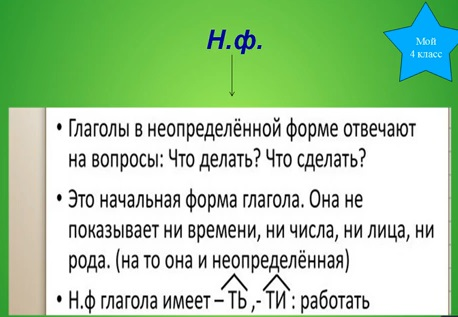 Н.ф.
Мой
4 класс
• Глаголы в неопределённой форме отвечают
на вопросы: Что делать? Что сделать?
• Это начальная форма глагола. Она не
показывает ни времени, ни числа, ни лица, ни
рода. (на то она и неопределённая)
• Н.ф глагола имеет – ТЬ ,- ТИ : работать